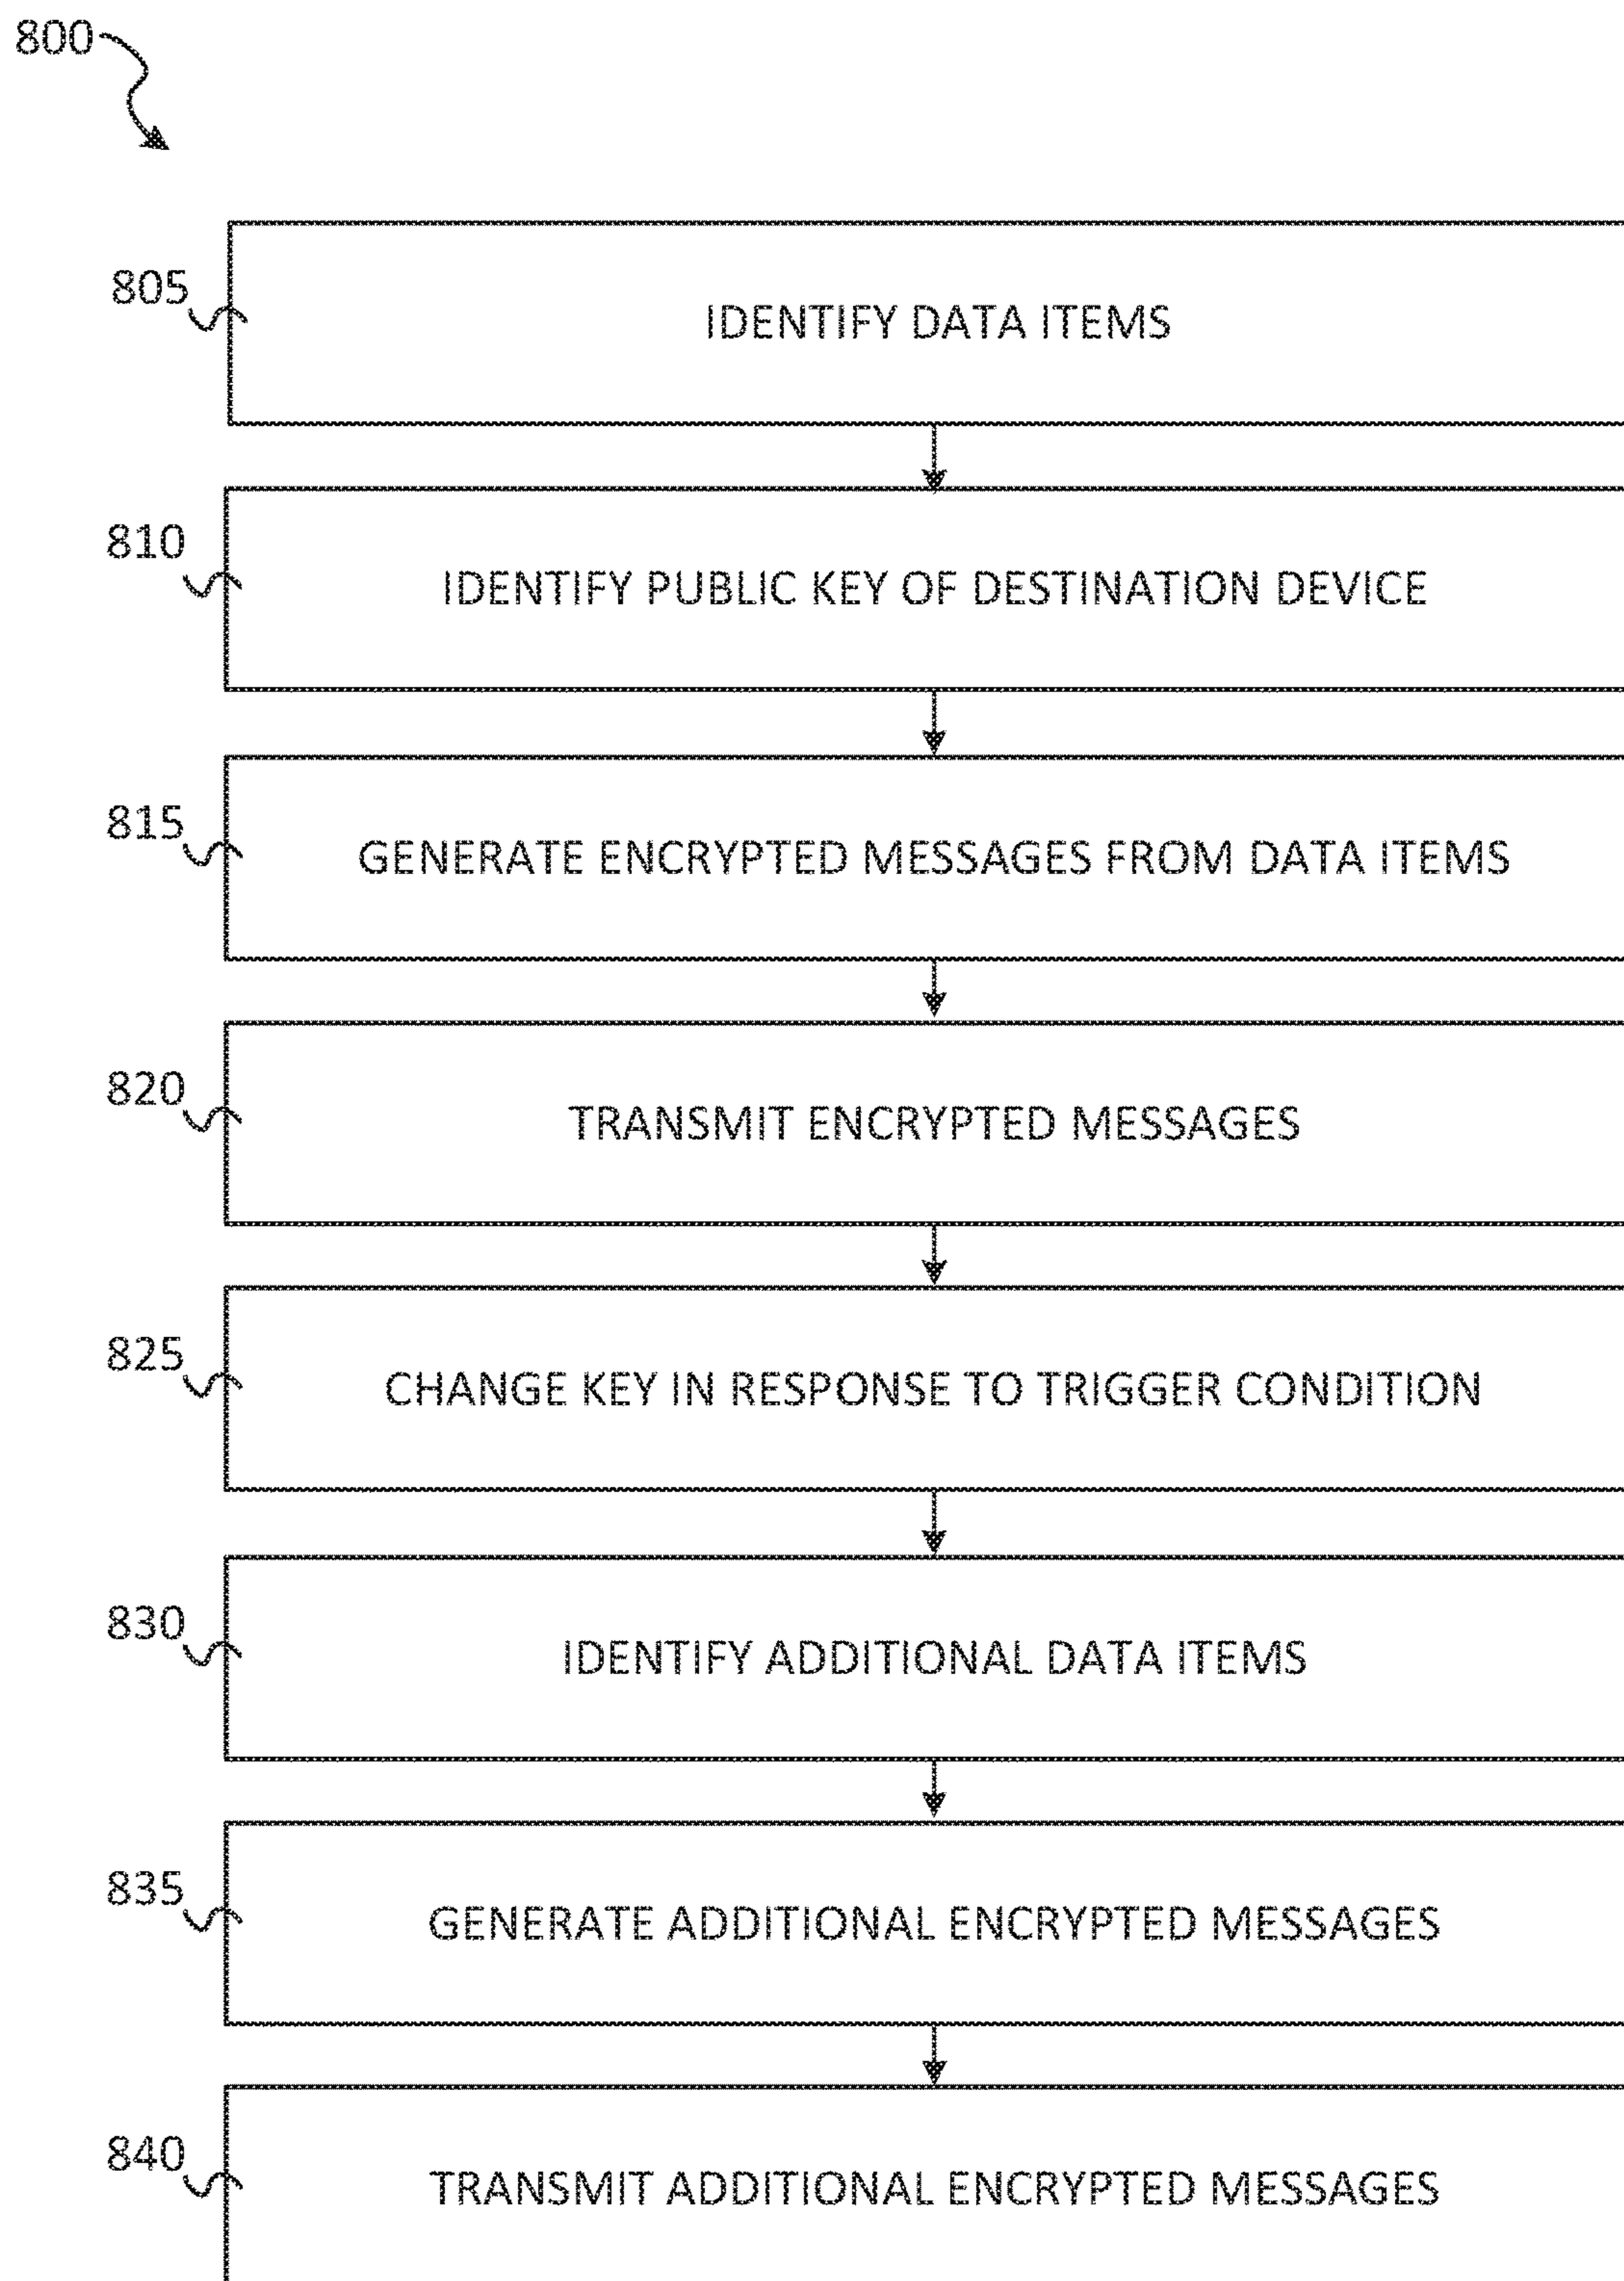 800
805
IDENTIFY DATA ITEMS
810
IDENTIFY PUBLIC KEY OF DESTINATION DEVICE
815
GENERATE ENCRYPTED MESSAGES FROM DATA ITEMS
820
TRANSMIT ENCRYPTED MESSAGES
825
CHANGE KEY IN RESPONSE TO TRIGGER CONDITION
830
IDENTIFY ADDITIONAL DATA ITEMS
835
GENERATE ADDITIONAL ENCRYPTED MESSAGES
840
TRANSMIT ADDITIONAL ENCRYPTED MESSAGES